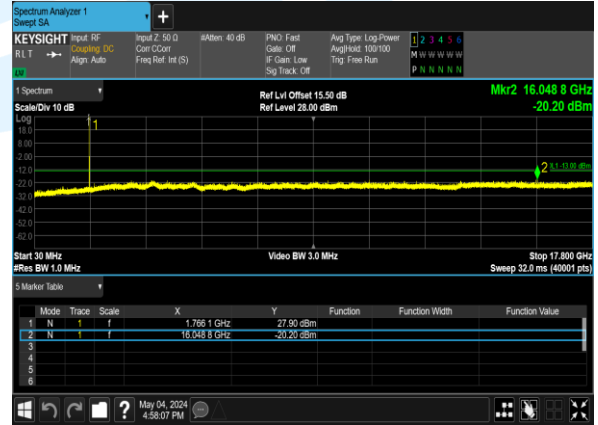 Spectrum Analyzer 1
Swept SA
+
KEYSIGHT Input: RF Input Z: 50 Ω #Atten: 40 dB PNO: Fast Avg Type: Log-Power 1 2 3 4 5 6
RLT Coupling: DC Corr CCorr Gate: Off Avg|Hold: 100/100 M W W W W W
Align: Auto Freq Ref: Int (S) IF Gain: Low Trig: Free Run P N N N N N
Sig Track: Off
LXI
1 Spectrum Ref Lvl Offset 15.50 dB Mkr2 16.048 8 GHz
Scale/Div 10 dB Ref Level 28.00 dBm -20.20 dBm
Log
1
18.0
8.00
-2.00
-12.0
2 DL1 -13.00 dBm
-22.0
-32.0
-42.0
-52.0
-62.0
Start 30 MHz Video BW 3.0 MHz Stop 17.800 GHz
#Res BW 1.0 MHz Sweep 32.0 ms (40001 pts)
5 Marker Table
Mode Trace Scale X Y Function Function Width Function Value
1 N 1 f 1.766 1 GHz 27.90 dBm
2 N 1 f 16.048 8 GHz -20.20 dBm
3
4
5
6
? May 04, 2024
4:58:07 PM